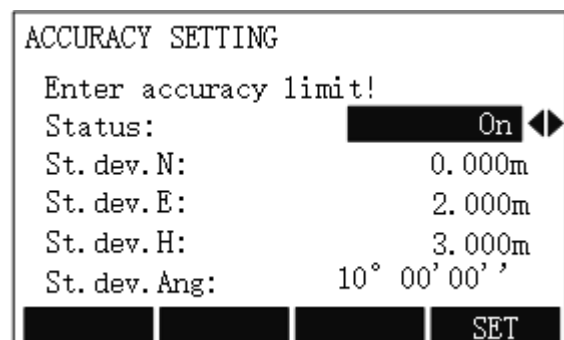 ACCURACY SETTING
Enter accuracy limit!
Status: On
St.dev.N: 0.000m
St.dev.E: 2.000m
St.dev.H: 3.000m
St.dev.Ang: 10° 00'00''
SET